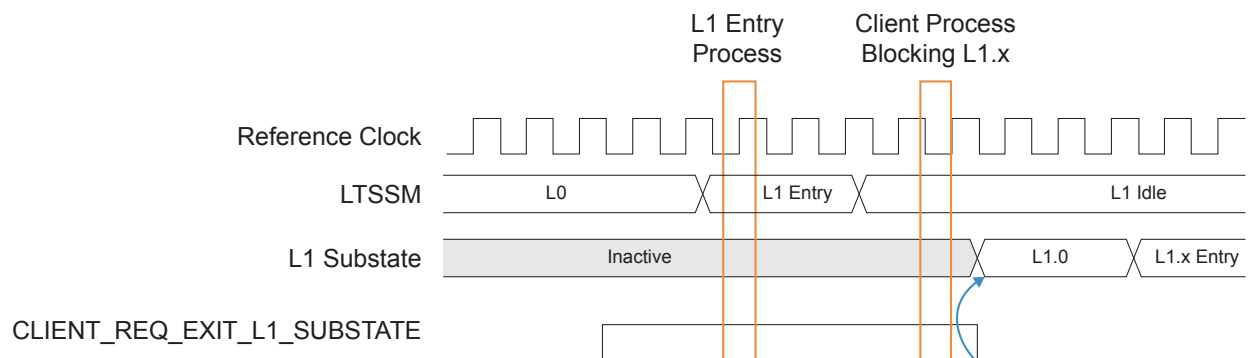 L1 Entry
Process
Client Process
Blocking L1.x
Reference Clock
LTSSM
L0
L1 Entry
L1 Idle
L1 Substate
Inactive
L1.0
L1.x Entry
CLIENT_REQ_EXIT_L1_SUBSTATE